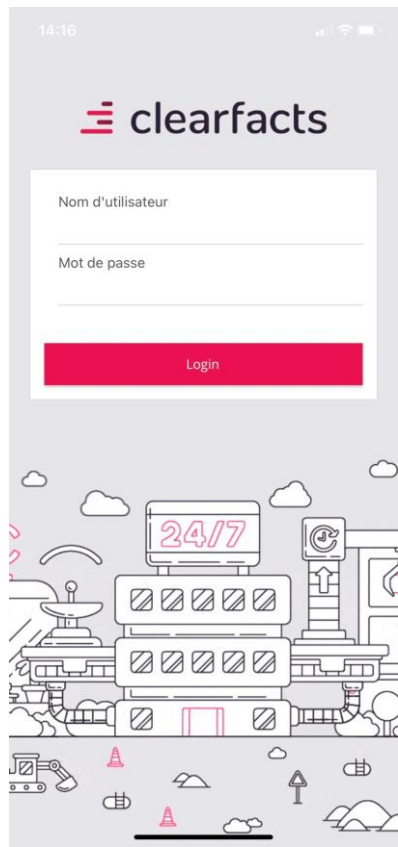 14:16
clearfacts
Nom d'utilisateur
Mot de passe
Login
24/7